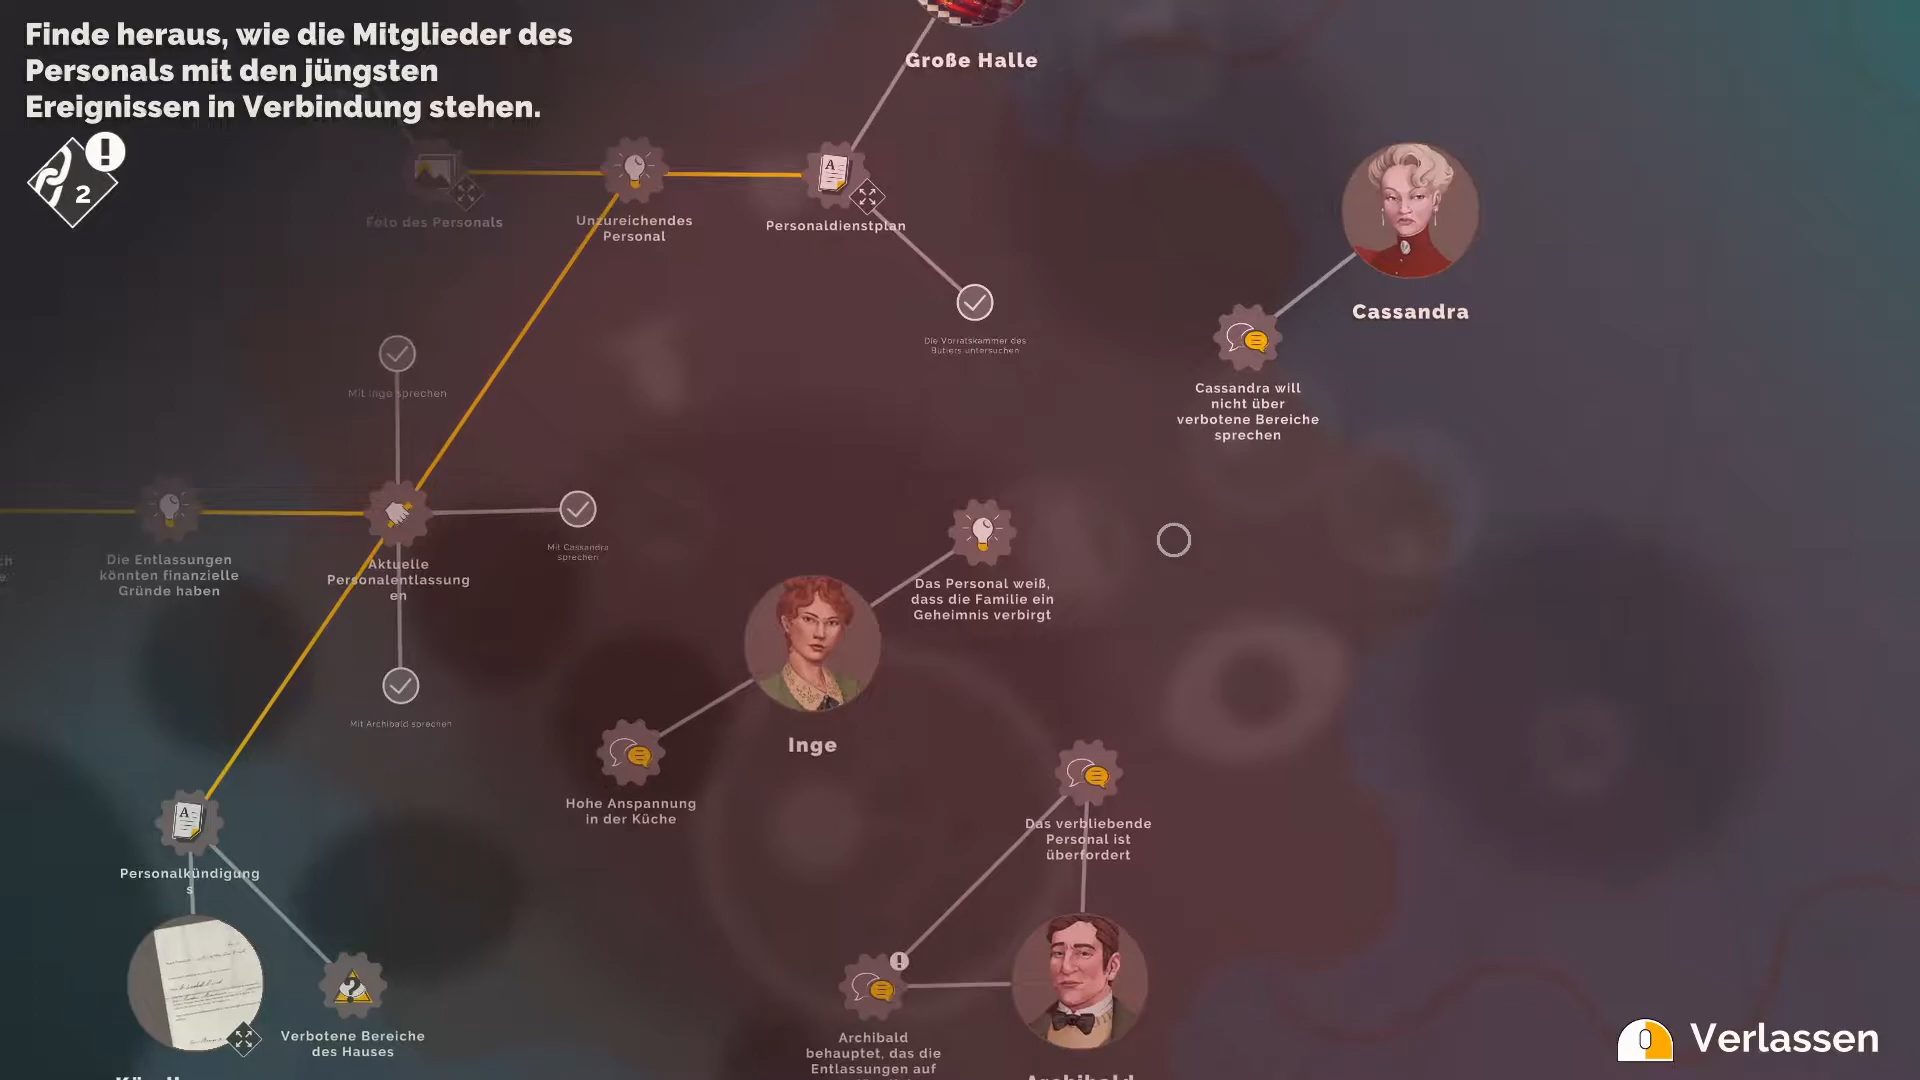 Finde heraus, wie die Mitglieder des
Personals mit den jüngsten
Ereignissen in Verbindung stehen.
2
Große Halle
Foto des Personals
Unzureichendes
Personal
Personaldienstplan
Die Vorratskammer des
Butlers untersuchen
Cassandra
Cassandra will
nicht über
verbotene Bereiche
sprechen
Mit Inge sprechen
Die Entlassungen
könnten finanzielle
Gründe haben
Aktuelle
Personalentlassung
en
Mit Cassandra
sprechen
Das Personal weiß,
dass die Familie ein
Geheimnis verbirgt
Mit Archibald sprechen
Inge
Hohe Anspannung
in der Küche
Das verbliebende
Personal ist
überfordert
Personalkündigung
s
Verbotene Bereiche
des Hauses
Archibald
behauptet, das die
Entlassungen auf
Archibald
Verlassen